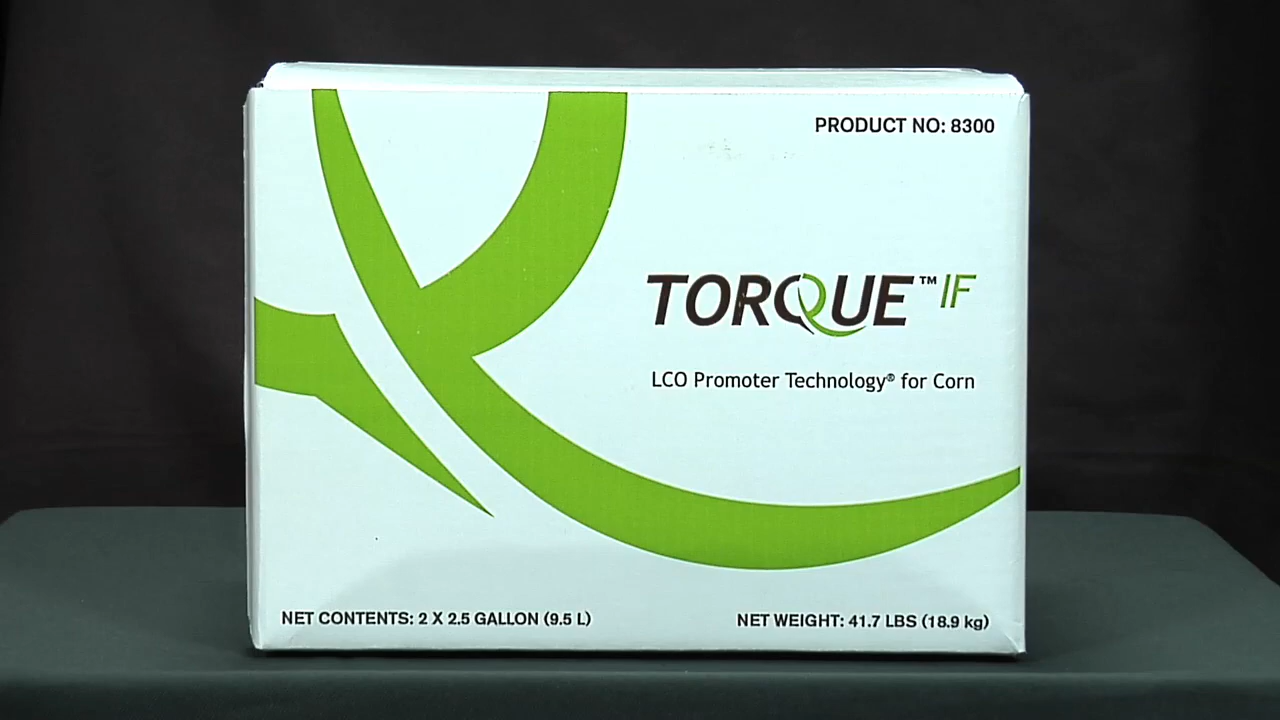 PRODUCT NO: 8300
TORQUE™ IF
LCO Promoter Technology® for Corn
NET CONTENTS: 2 X 2.5 GALLON (9.5 L)
NET WEIGHT: 41.7 LBS (18.9 kg)